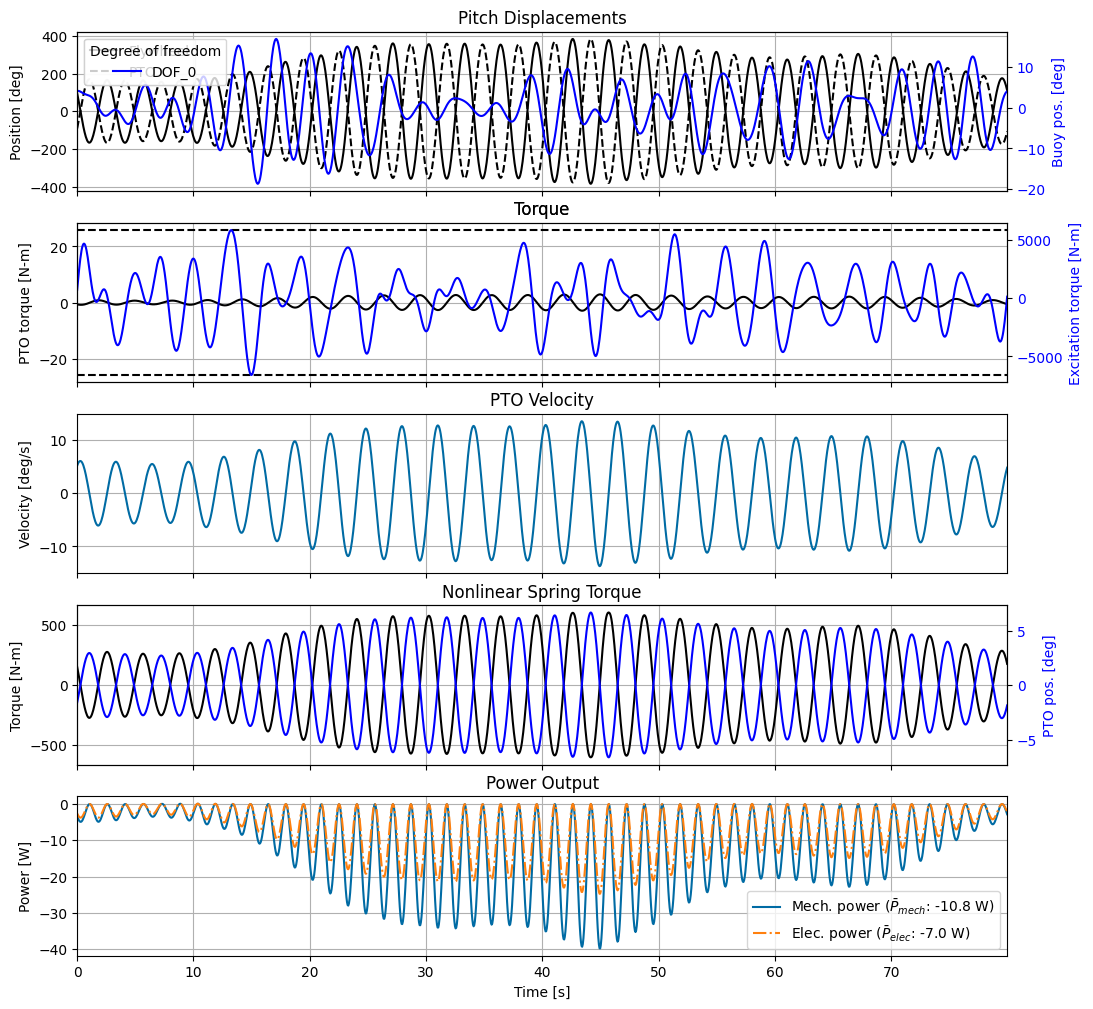 Pitch Displacements
Position [deg]
400
200
0
−200
−400
Degree of freedom
DOF_0
10
0
−10
−20
Buoy pos. [deg]
Torque
PTO torque [N-m]
20
0
−20
5000
0
−5000
Excitation torque [N-m]
PTO Velocity
Velocity [deg/s]
10
0
−10
Nonlinear Spring Torque
Torque [N-m]
500
0
−500
5
0
−5
PTO pos. [deg]
Power Output
Power [W]
0
−10
−20
−30
−40
Mech. power (P̄mech: -10.8 W)
Elec. power (P̄elec: -7.0 W)
0 10 20 30 40 50 60 70
Time [s]